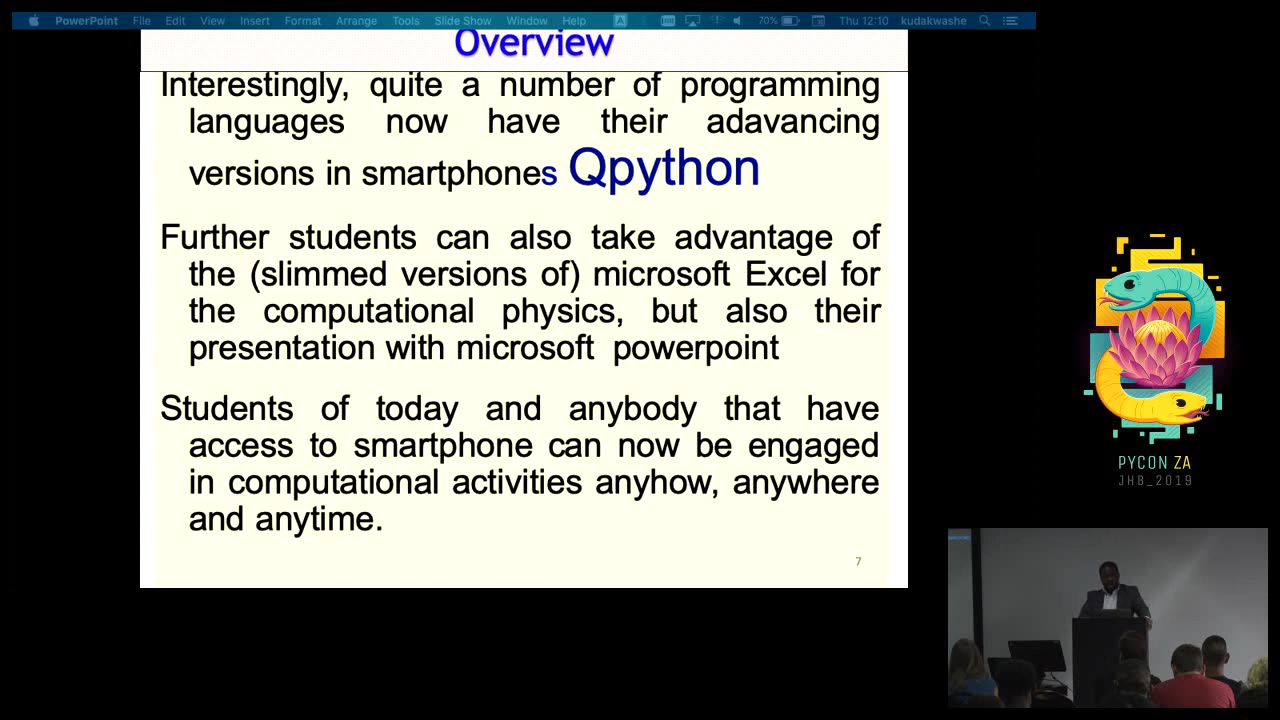 PowerPoint File Edit View Insert Format Arrange Tools Slide Show Window Help A 70% Thu 12:10 kudakwashe
Overview
Interestingly, quite a number of programming
languages now have their adavancing
versions in smartphones Qpython
Further students can also take advantage of
the (slimmed versions of) microsoft Excel for
the computational physics, but also their
presentation with microsoft powerpoint
Students of today and anybody that have
access to smartphone can now be engaged
in computational activities anyhow, anywhere
and anytime.
7
PYCON ZA
JHB_2019